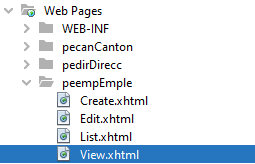 Web Pages
WEB-INF
pecanCanton
pedirDirecc
peempEmple
Create.xhtml
Edit.xhtml
List.xhtml
View.xhtml